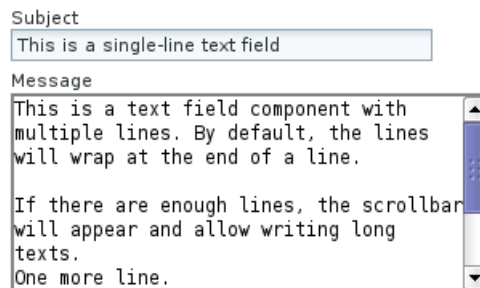 Subject
This is a single-line text field
Message
This is a text field component with
multiple lines. By default, the lines
will wrap at the end of a line.
If there are enough lines, the scrollbar
will appear and allow writing long
texts.
One more line.